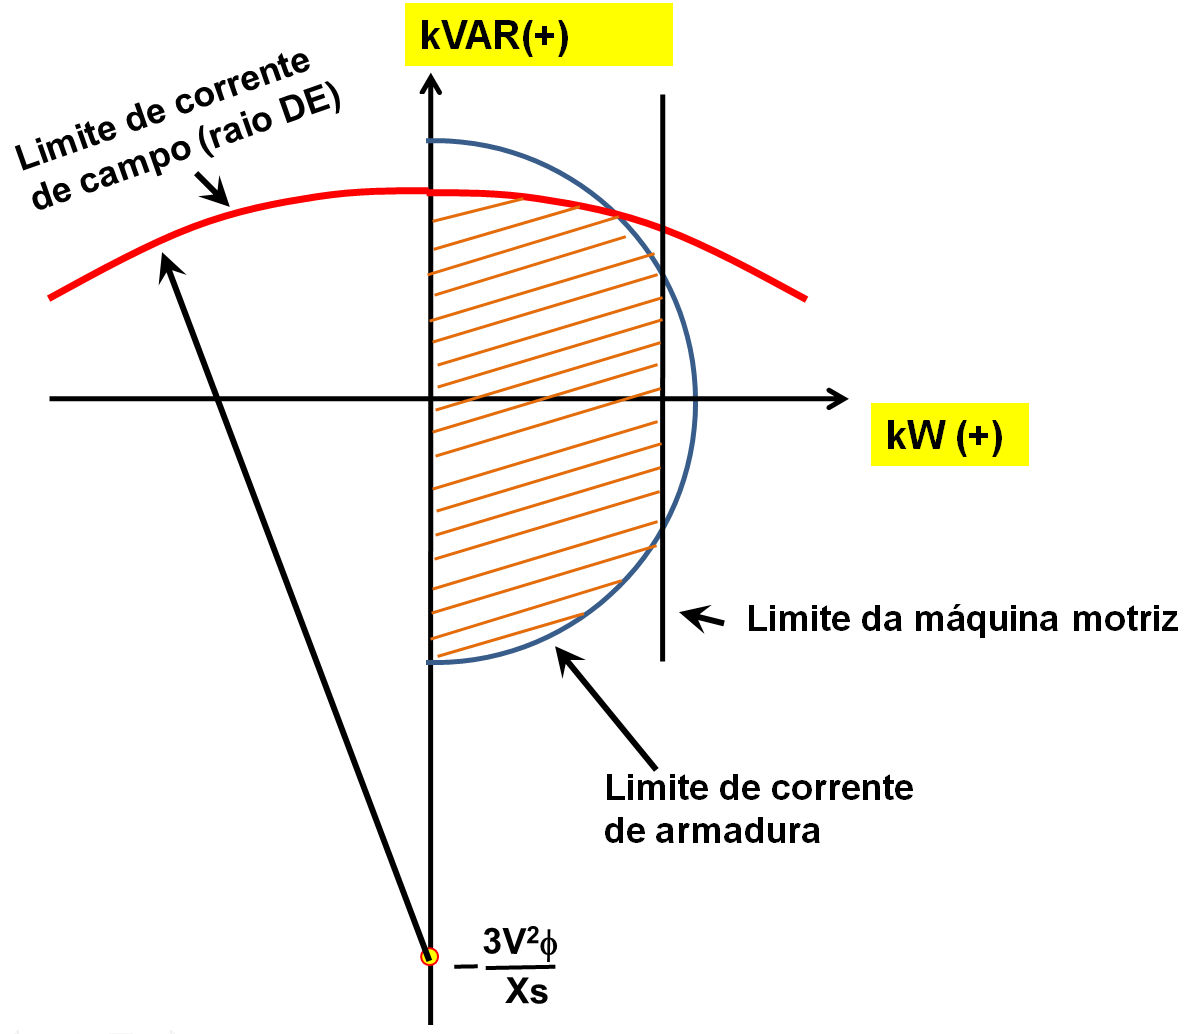 kVAR(+)
Limite de corrente
de campo (raio DE)
kW (+)
Limite da máquina motriz
Limite de corrente
de armadura
− 3V²ϕ
Xs